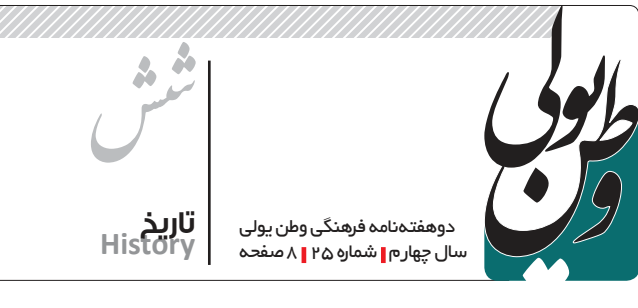 وطن یولی
دوهفته‌نامه فرهنگی وطن یولی
سال چهارم | شماره ۲۵ | ۸ صفحه
شش
تاریخ
History